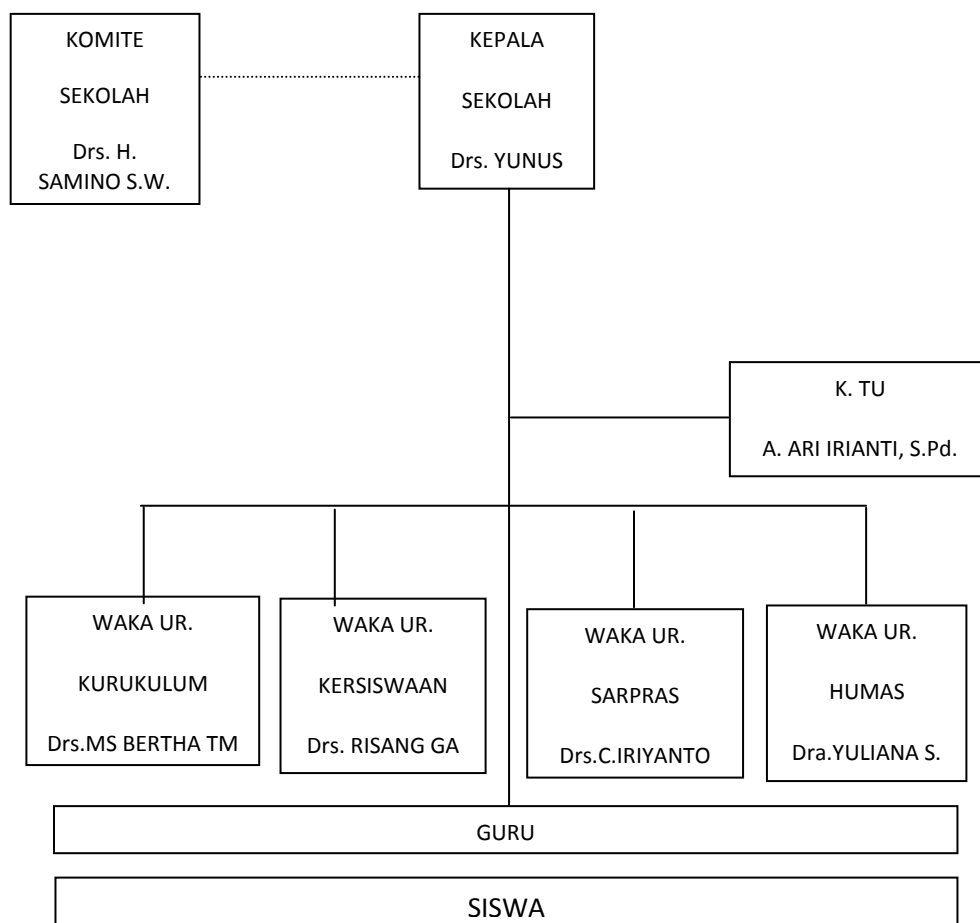 KOMITE
SEKOLAH
Drs. H.
SAMINO S.W.
KEPALA
SEKOLAH
Drs. YUNUS
K. TU
A. ARI IRIANTI, S.Pd.
WAKA UR.
KURUKULUM
Drs.MS BERTHA TM
WAKA UR.
KERSISWAAN
Drs. RISANG GA
WAKA UR.
SARPRAS
Drs.C.IRIYANTO
WAKA UR.
HUMAS
Dra.YULIANA S.
GURU
SISWA